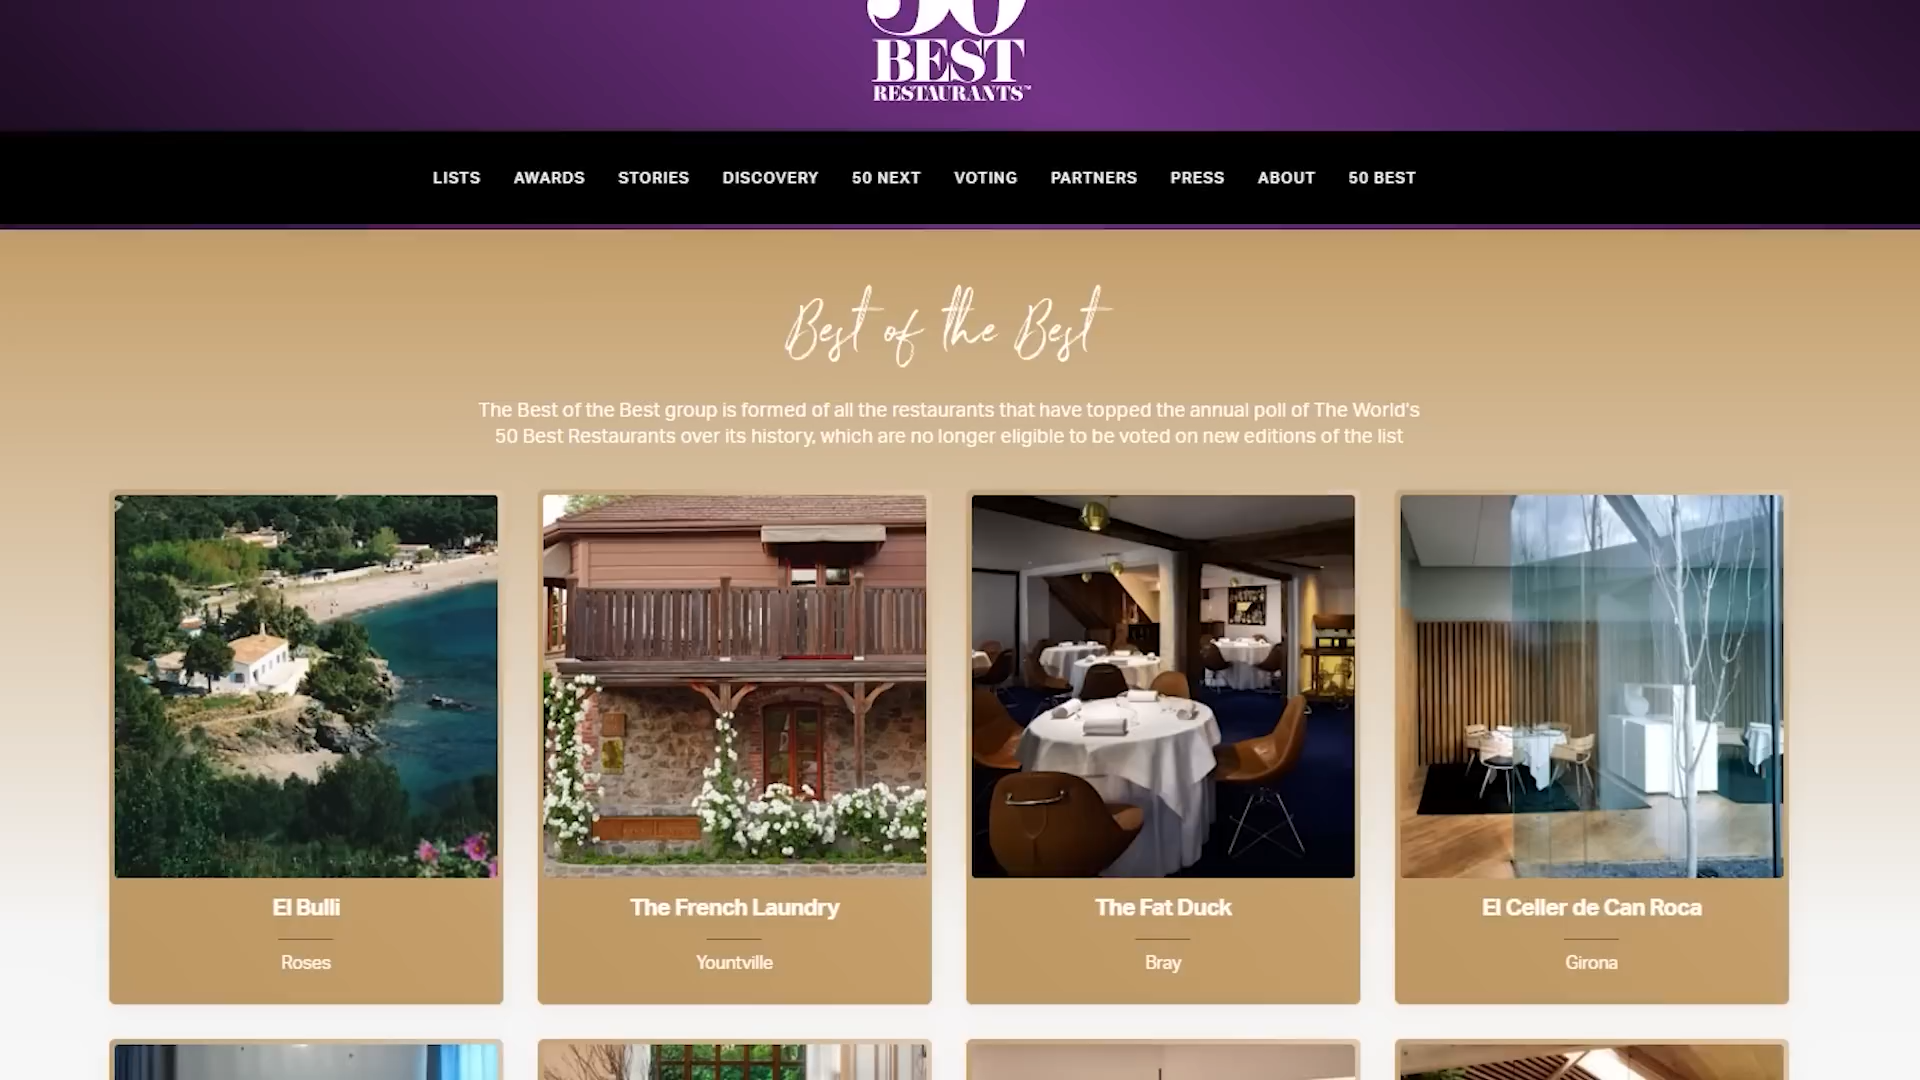 50
BEST
RESTAURANTS™
LISTS AWARDS STORIES DISCOVERY 50 NEXT VOTING PARTNERS PRESS ABOUT 50 BEST
Best of the Best
The Best of the Best group is formed of all the restaurants that have topped the annual poll of The World's
50 Best Restaurants over its history, which are no longer eligible to be voted on new editions of the list
El Bulli
Roses
The French Laundry
Yountville
The Fat Duck
Bray
El Celler de Can Roca
Girona